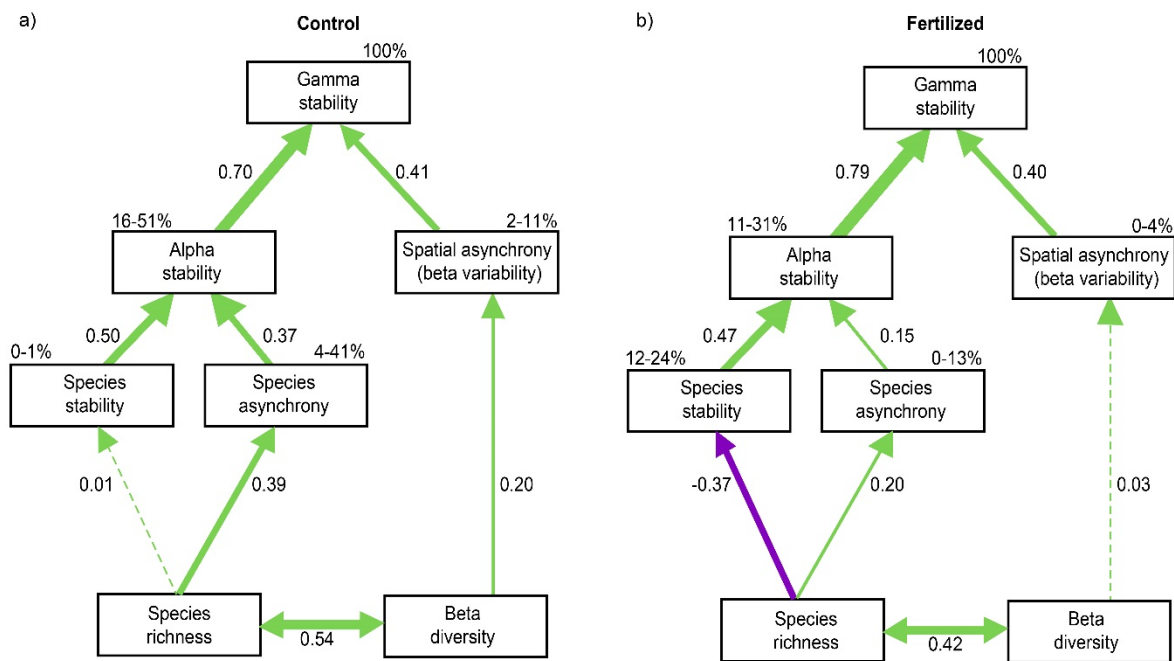 a)
Control
100%
Gamma
stability
0.70
0.41
16-51%
2-11%
Alpha
stability
Spatial asynchrony
(beta variability)
0.50
0.37
0-1%
4-41%
Species
stability
Species
asynchrony
0.01
0.39
0.20
Species
richness
0.54
Beta
diversity
b)
Fertilized
100%
Gamma
stability
0.79
0.40
11-31%
0-4%
Alpha
stability
Spatial asynchrony
(beta variability)
0.47
0.15
12-24%
0-13%
Species
stability
Species
asynchrony
-0.37
0.20
0.03
Species
richness
0.42
Beta
diversity